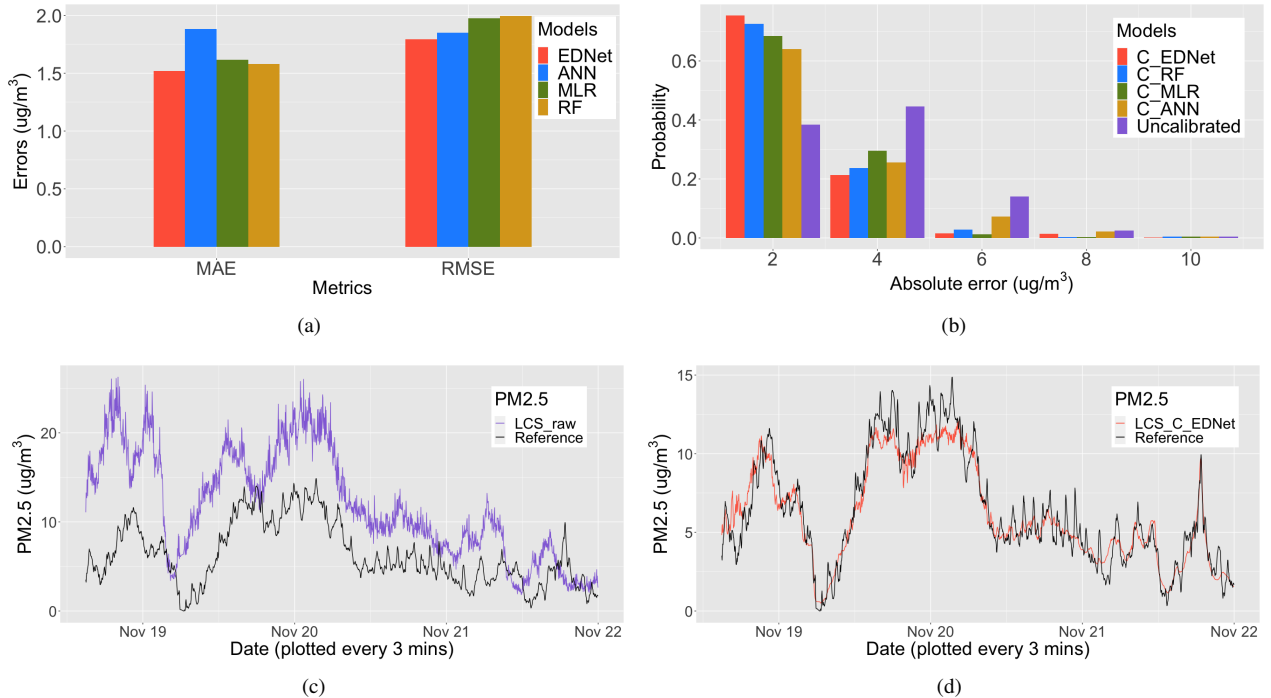 2.0
1.5
1.0
0.5
0.0
Errors (ug/m³)
MAE
RMSE
Metrics
Models
EDNet
ANN
MLR
RF
(a)
0.6
0.4
0.2
0.0
Probability
2
4
6
8
10
Absolute error (ug/m³)
Models
C_EDNet
C_RF
C_MLR
C_ANN
Uncalibrated
(b)
20
10
0
PM2.5 (ug/m³)
Nov 19
Nov 20
Nov 21
Nov 22
Date (plotted every 3 mins)
PM2.5
LCS_raw
Reference
(c)
15
10
5
0
PM2.5 (ug/m³)
Nov 19
Nov 20
Nov 21
Nov 22
Date (plotted every 3 mins)
PM2.5
LCS_C_EDNet
Reference
(d)